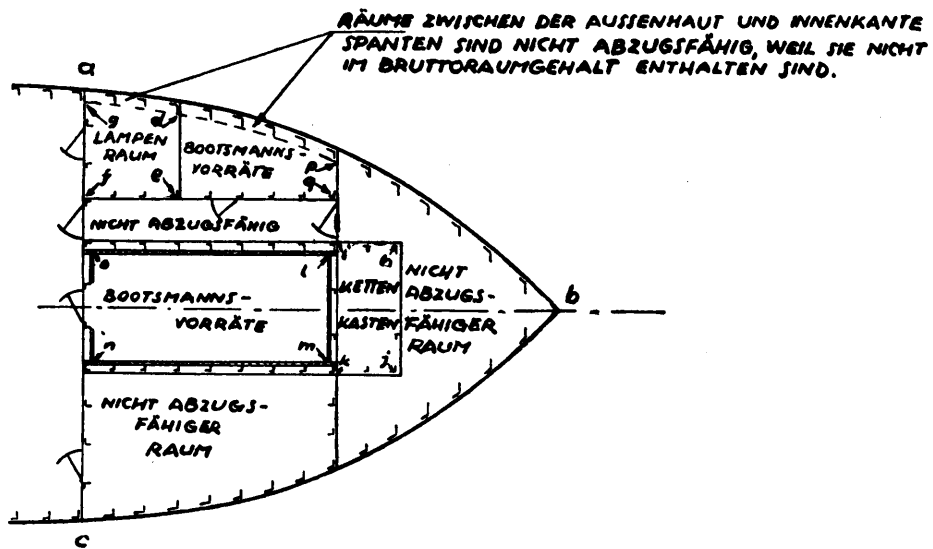 RÄUME ZWISCHEN DER AUSSENHAUT UND INNENKANTE
SPANTEN SIND NICHT ABZUGSFÄHIG, WEIL SIE NICHT
IM BRUTTORAUMGEHALT ENTHALTEN SIND.
a
g
d
LAMPEN
RAUM
BOOTSMANNS-
VORRÄTE
p
f
e
q
NICHT ABZUGSFÄHIG
o
l
i
h
NICHT
ABZUGS-
FÄHIGER
RAUM
KETTEN
KASTEN
b
BOOTSMANNS-
VORRÄTE
n
m
k
j
NICHT ABZUGS-
FÄHIGER
RAUM
c